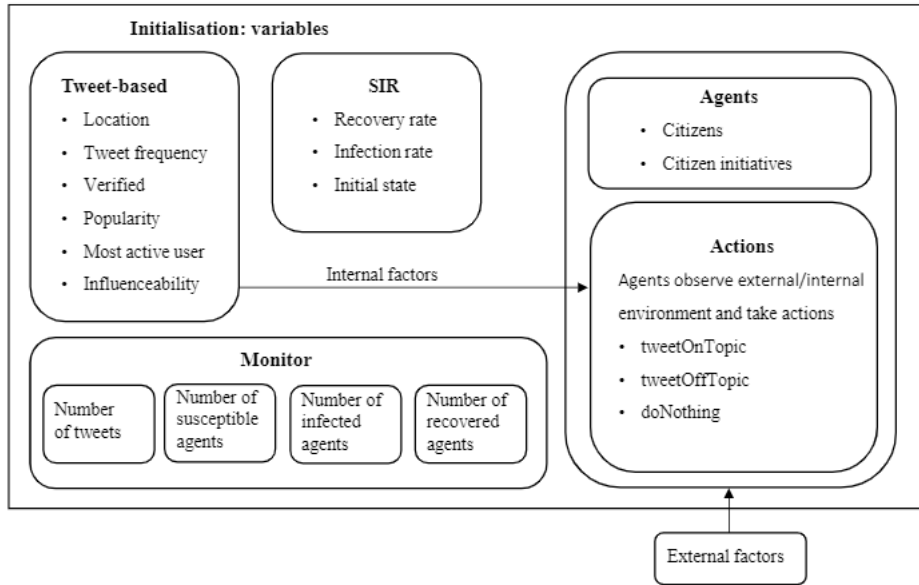 Initialisation: variables
Tweet-based
• Location
• Tweet frequency
• Verified
• Popularity
• Most active user
• Influenceability
SIR
• Recovery rate
• Infection rate
• Initial state
Agents
• Citizens
• Citizen initiatives
Internal factors
Actions
Agents observe external/internal
environment and take actions
• tweetOnTopic
• tweetOffTopic
• doNothing
Monitor
Number
of tweets
Number of
susceptible
agents
Number of
infected
agents
Number of
recovered
agents
External factors